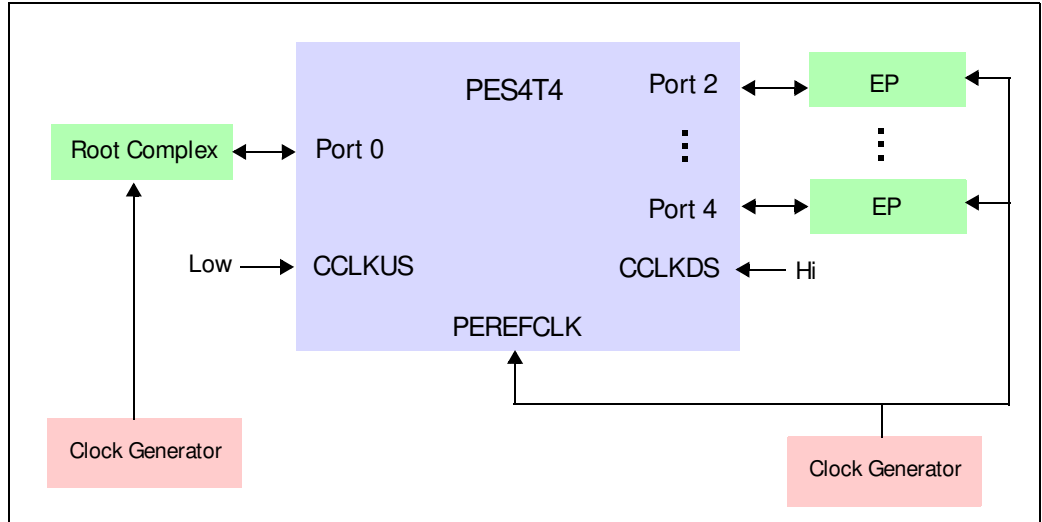 PES4T4
Port 2
EP
Root Complex
Port 0
Port 4
EP
Low
CCLKUS
CCLKDS
Hi
PEREFCLK
Clock Generator
Clock Generator